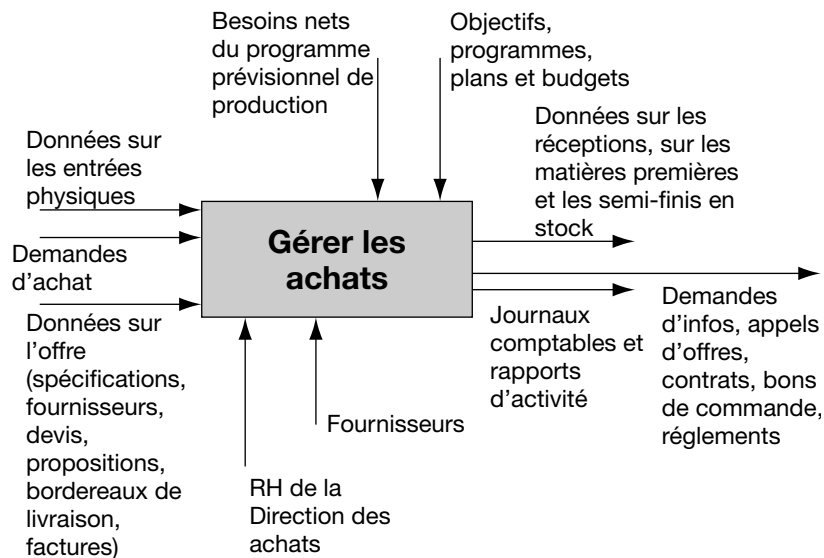 Besoins nets
du programme
prévisionnel de
production
Objectifs,
programmes,
plans et budgets
Données sur les
réceptions, sur les
matières premières
et les semi-finis en
stock
Données sur
les entrées
physiques
Demandes
d'achat
Données sur
l'offre
(spécifications,
fournisseurs,
devis,
propositions,
bordereaux de
livraison,
factures)
Gérer les
achats
Journaux
comptables et
rapports
d'activité
Demandes
d'infos, appels
d'offres,
contrats, bons
de commande,
réglements
Fournisseurs
RH de la
Direction des
achats